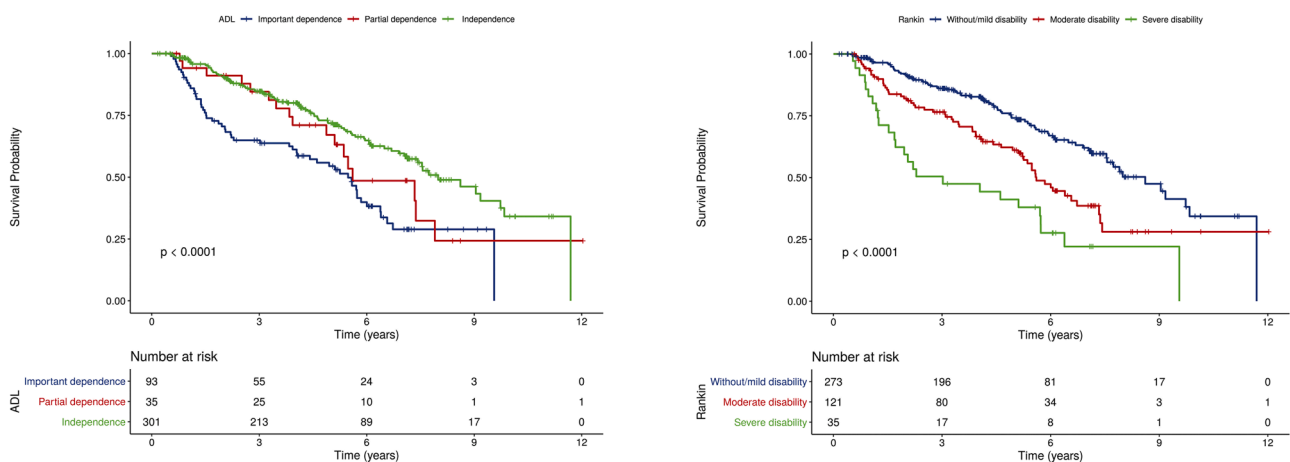 ADL Important dependence Partial dependence Independence
Survival Probability
1.00
0.75
0.50
0.25
0.00
p < 0.0001
0 3 6 9 12
Time (years)
Number at risk
ADL
Important dependence 93 55 24 3 0
Partial dependence 35 25 10 1 1
Independence 301 213 89 17 0
0 3 6 9 12
Time (years)
Rankin Without/mild disability Moderate disability Severe disability
Survival Probability
1.00
0.75
0.50
0.25
0.00
p < 0.0001
0 3 6 9 12
Time (years)
Number at risk
Rankin
Without/mild disability 273 196 81 17 0
Moderate disability 121 80 34 3 1
Severe disability 35 17 8 1 0
0 3 6 9 12
Time (years)